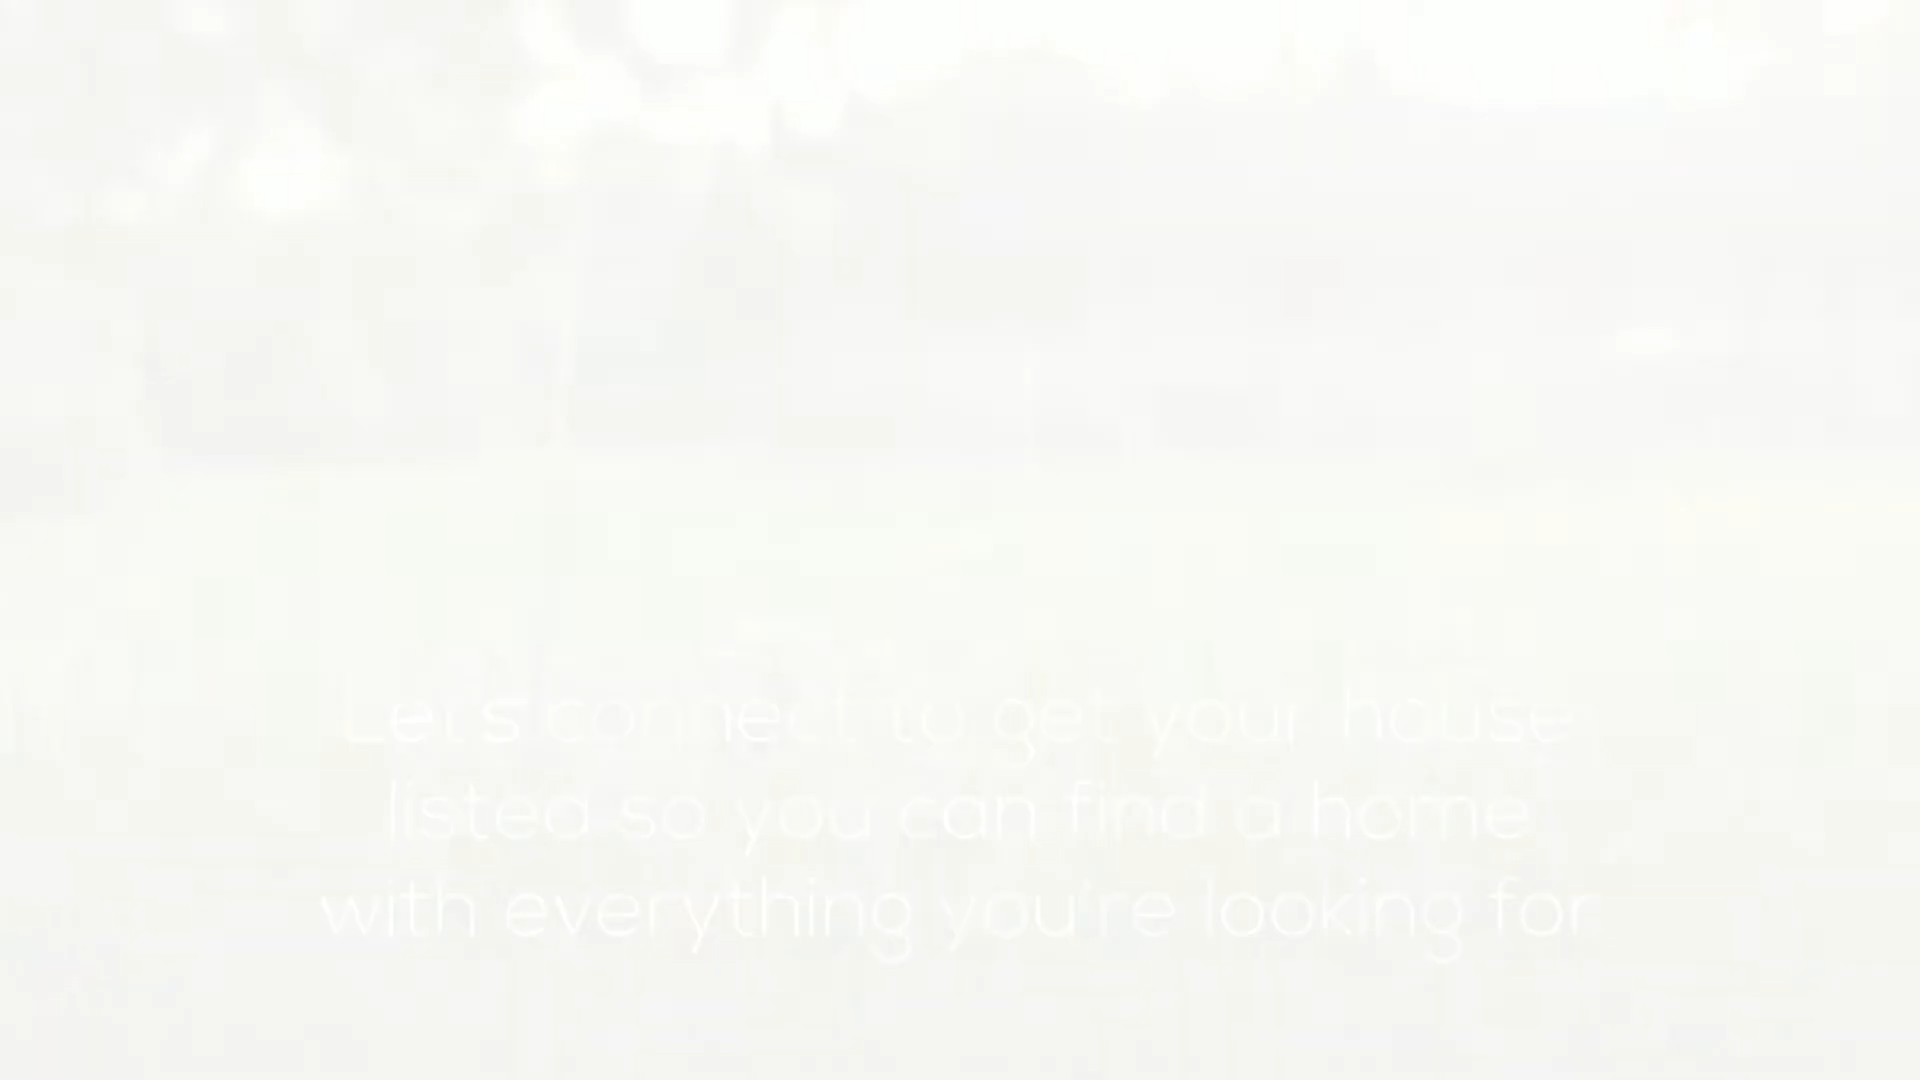 Let's connect to get your house
listed so you can find a home
with everything you're looking for